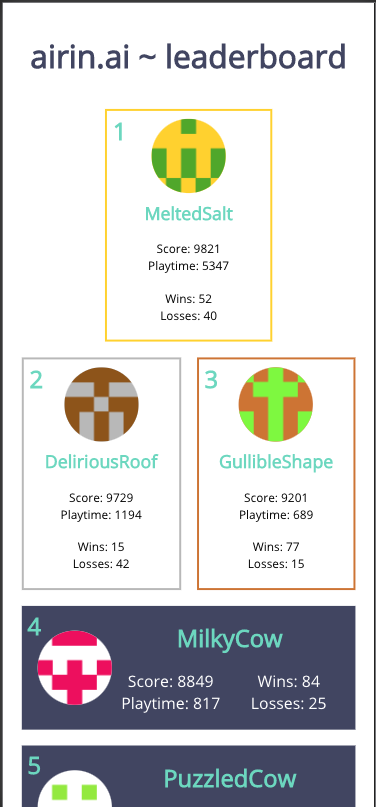 airin.ai ~ leaderboard
1
MeltedSalt
Score: 9821
Playtime: 5347
Wins: 52
Losses: 40
2
DeliriousRoof
Score: 9729
Playtime: 1194
Wins: 15
Losses: 42
3
GullibleShape
Score: 9201
Playtime: 689
Wins: 77
Losses: 15
4
MilkyCow
Score: 8849 Wins: 84
Playtime: 817 Losses: 25
5
PuzzledCow